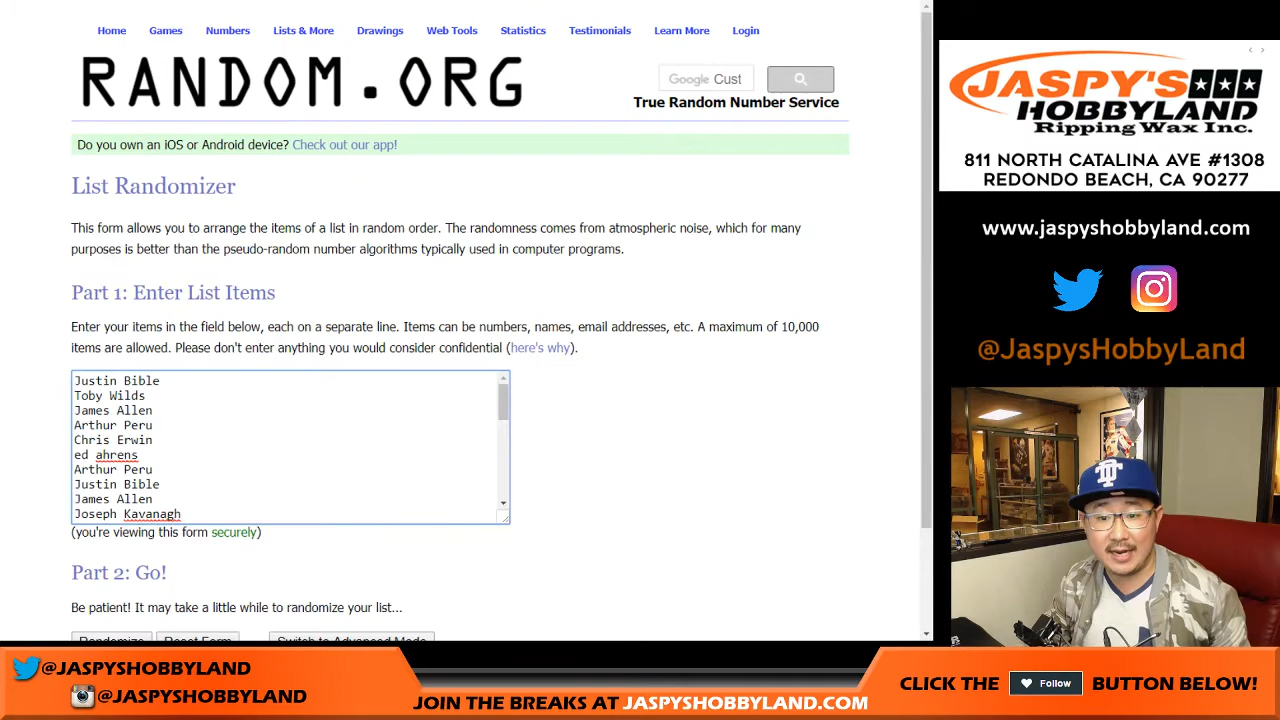 Home Games Numbers Lists & More Drawings Web Tools Statistics Testimonials Learn More Login
RANDOM.ORG
Google Cust
True Random Number Service
Do you own an iOS or Android device? Check out our app!
List Randomizer
This form allows you to arrange the items of a list in random order. The randomness comes from atmospheric noise, which for many
purposes is better than the pseudo-random number algorithms typically used in computer programs.
Part 1: Enter List Items
Enter your items in the field below, each on a separate line. Items can be numbers, names, email addresses, etc. A maximum of 10,000
items are allowed. Please don't enter anything you would consider confidential (here's why).
Justin Bible
Toby Wilds
James Allen
Arthur Peru
Chris Erwin
ed ahrens
Arthur Peru
Justin Bible
James Allen
Joseph Kavanagh
(you're viewing this form securely)
Part 2: Go!
Be patient! It may take a little while to randomize your list...
Randomize Reset Form Switch to Advanced Mode
JASPY'S
HOBBYLAND
Ripping Wax Inc.
811 NORTH CATALINA AVE #1308
REDONDO BEACH, CA 90277
www.jaspyshobbyland.com
@JaspysHobbyLand
@JASPYSHOBBYLAND
@JASPYSHOBBYLAND
JOIN THE BREAKS AT JASPYSHOBBYLAND.COM
CLICK THE Follow BUTTON BELOW!